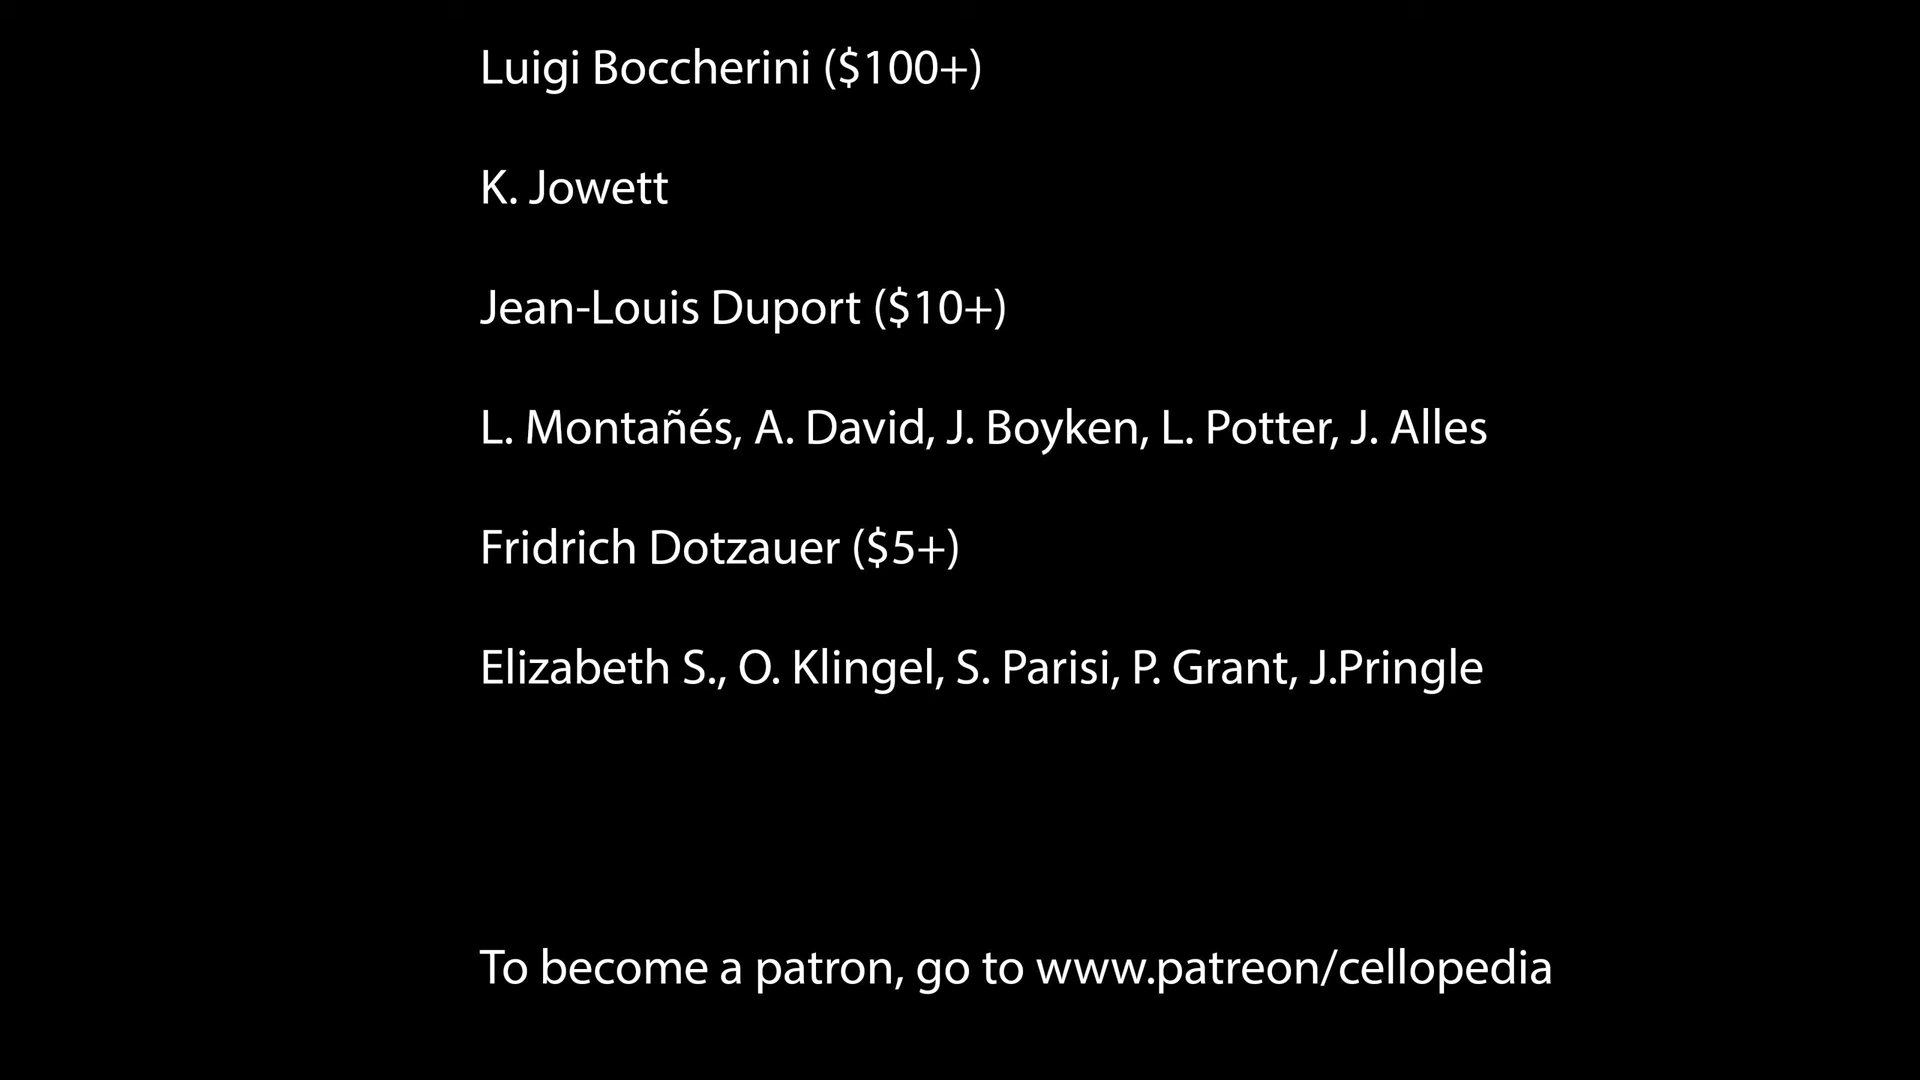 Luigi Boccherini ($100+)
K. Jowett
Jean-Louis Duport ($10+)
L. Montañés, A. David, J. Boyken, L. Potter, J. Alles
Fridrich Dotzauer ($5+)
Elizabeth S., O. Klingel, S. Parisi, P. Grant, J.Pringle
To become a patron, go to www.patreon/cellopedia